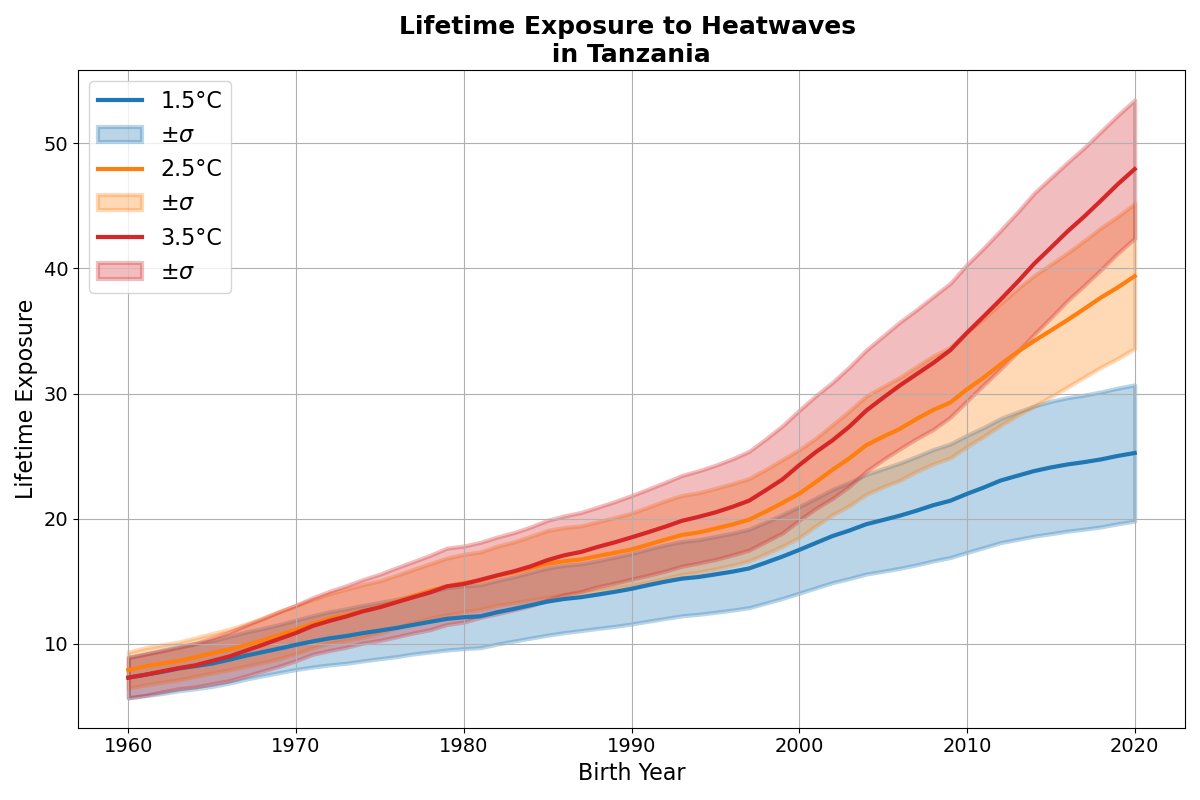 Lifetime Exposure to Heatwaves
in Tanzania
1.5°C
±σ
2.5°C
±σ
3.5°C
±σ
Lifetime Exposure
50
40
30
20
10
1960 1970 1980 1990 2000 2010 2020
Birth Year